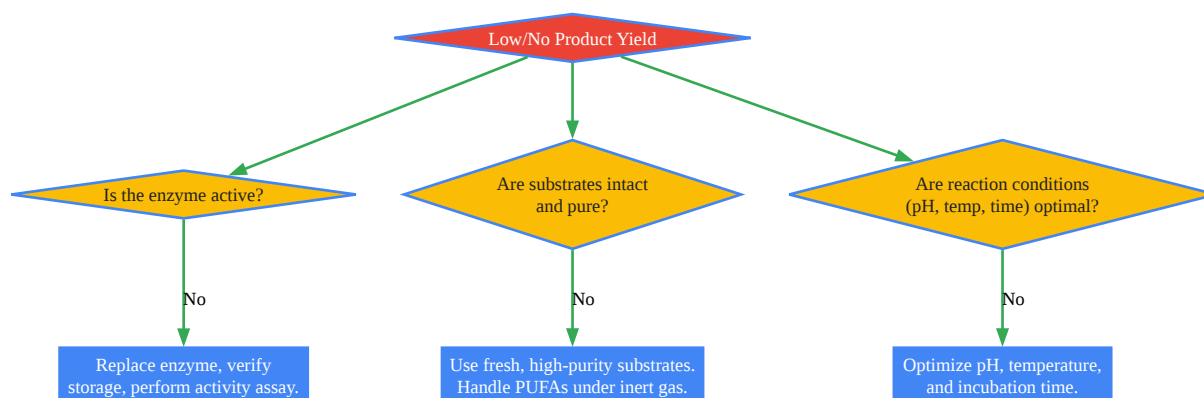 Low/No Product Yield
Is the enzyme active?
Are substrates intact
and pure?
Are reaction conditions
(pH, temp, time) optimal?
No
No
No
Replace enzyme, verify
storage, perform activity assay.
Use fresh, high-purity substrates.
Handle PUFAs under inert gas.
Optimize pH, temperature,
and incubation time.